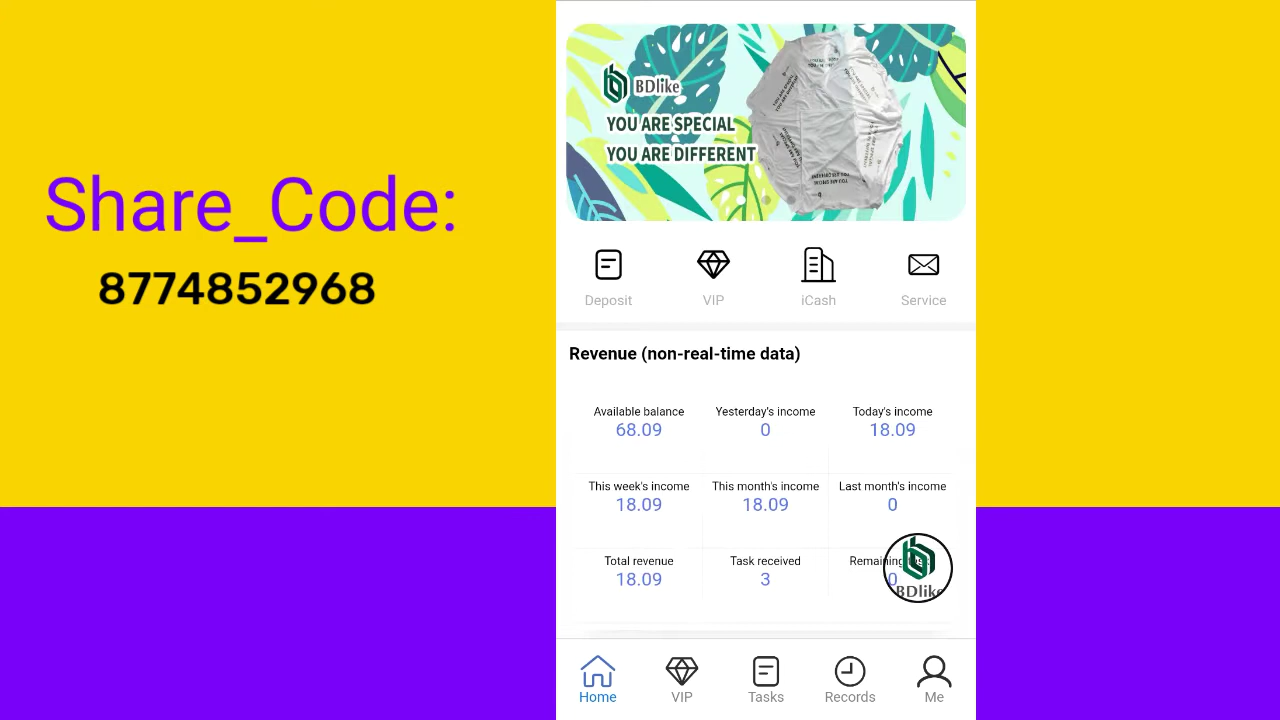 Share_Code:
8774852968
BDlike
YOU ARE SPECIAL
YOU ARE DIFFERENT
Deposit
VIP
iCash
Service
Revenue (non-real-time data)
Available balance
Yesterday's income
Today's income
68.09
0
18.09
This week's income
This month's income
Last month's income
18.09
18.09
0
Total revenue
Task received
Remaining
18.09
3
0
BDlike
Home
VIP
Tasks
Records
Me